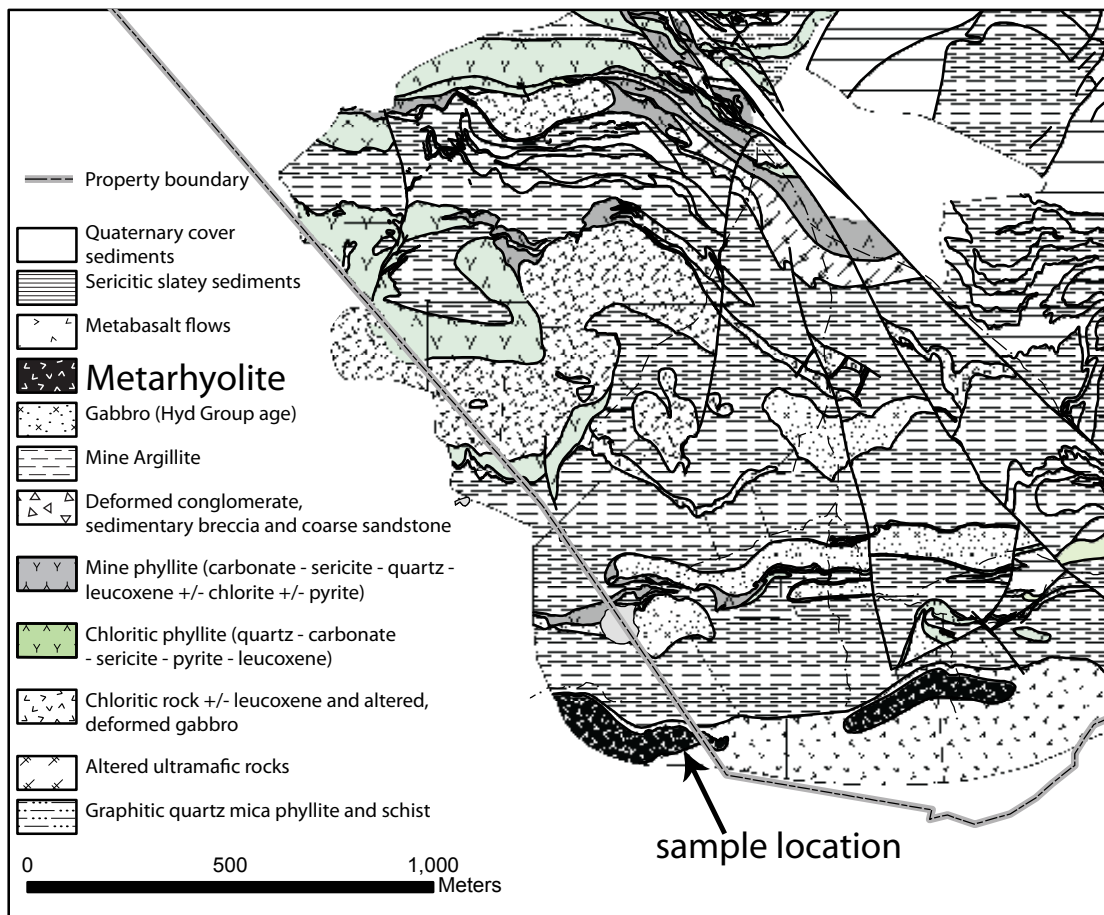 Property boundary
Quaternary cover
sediments
Sericitic slatey sediments
Metabasalt flows
Metarhyolite
Gabbro (Hyd Group age)
Mine Argillite
Deformed conglomerate,
sedimentary breccia and coarse sandstone
Mine phyllite (carbonate - sericite - quartz -
leucoxene +/- chlorite +/- pyrite)
Chloritic phyllite (quartz - carbonate
- sericite - pyrite - leucoxene)
Chloritic rock +/- leucoxene and altered,
deformed gabbro
Altered ultramafic rocks
Graphitic quartz mica phyllite and schist
sample location
0 500 1,000
Meters